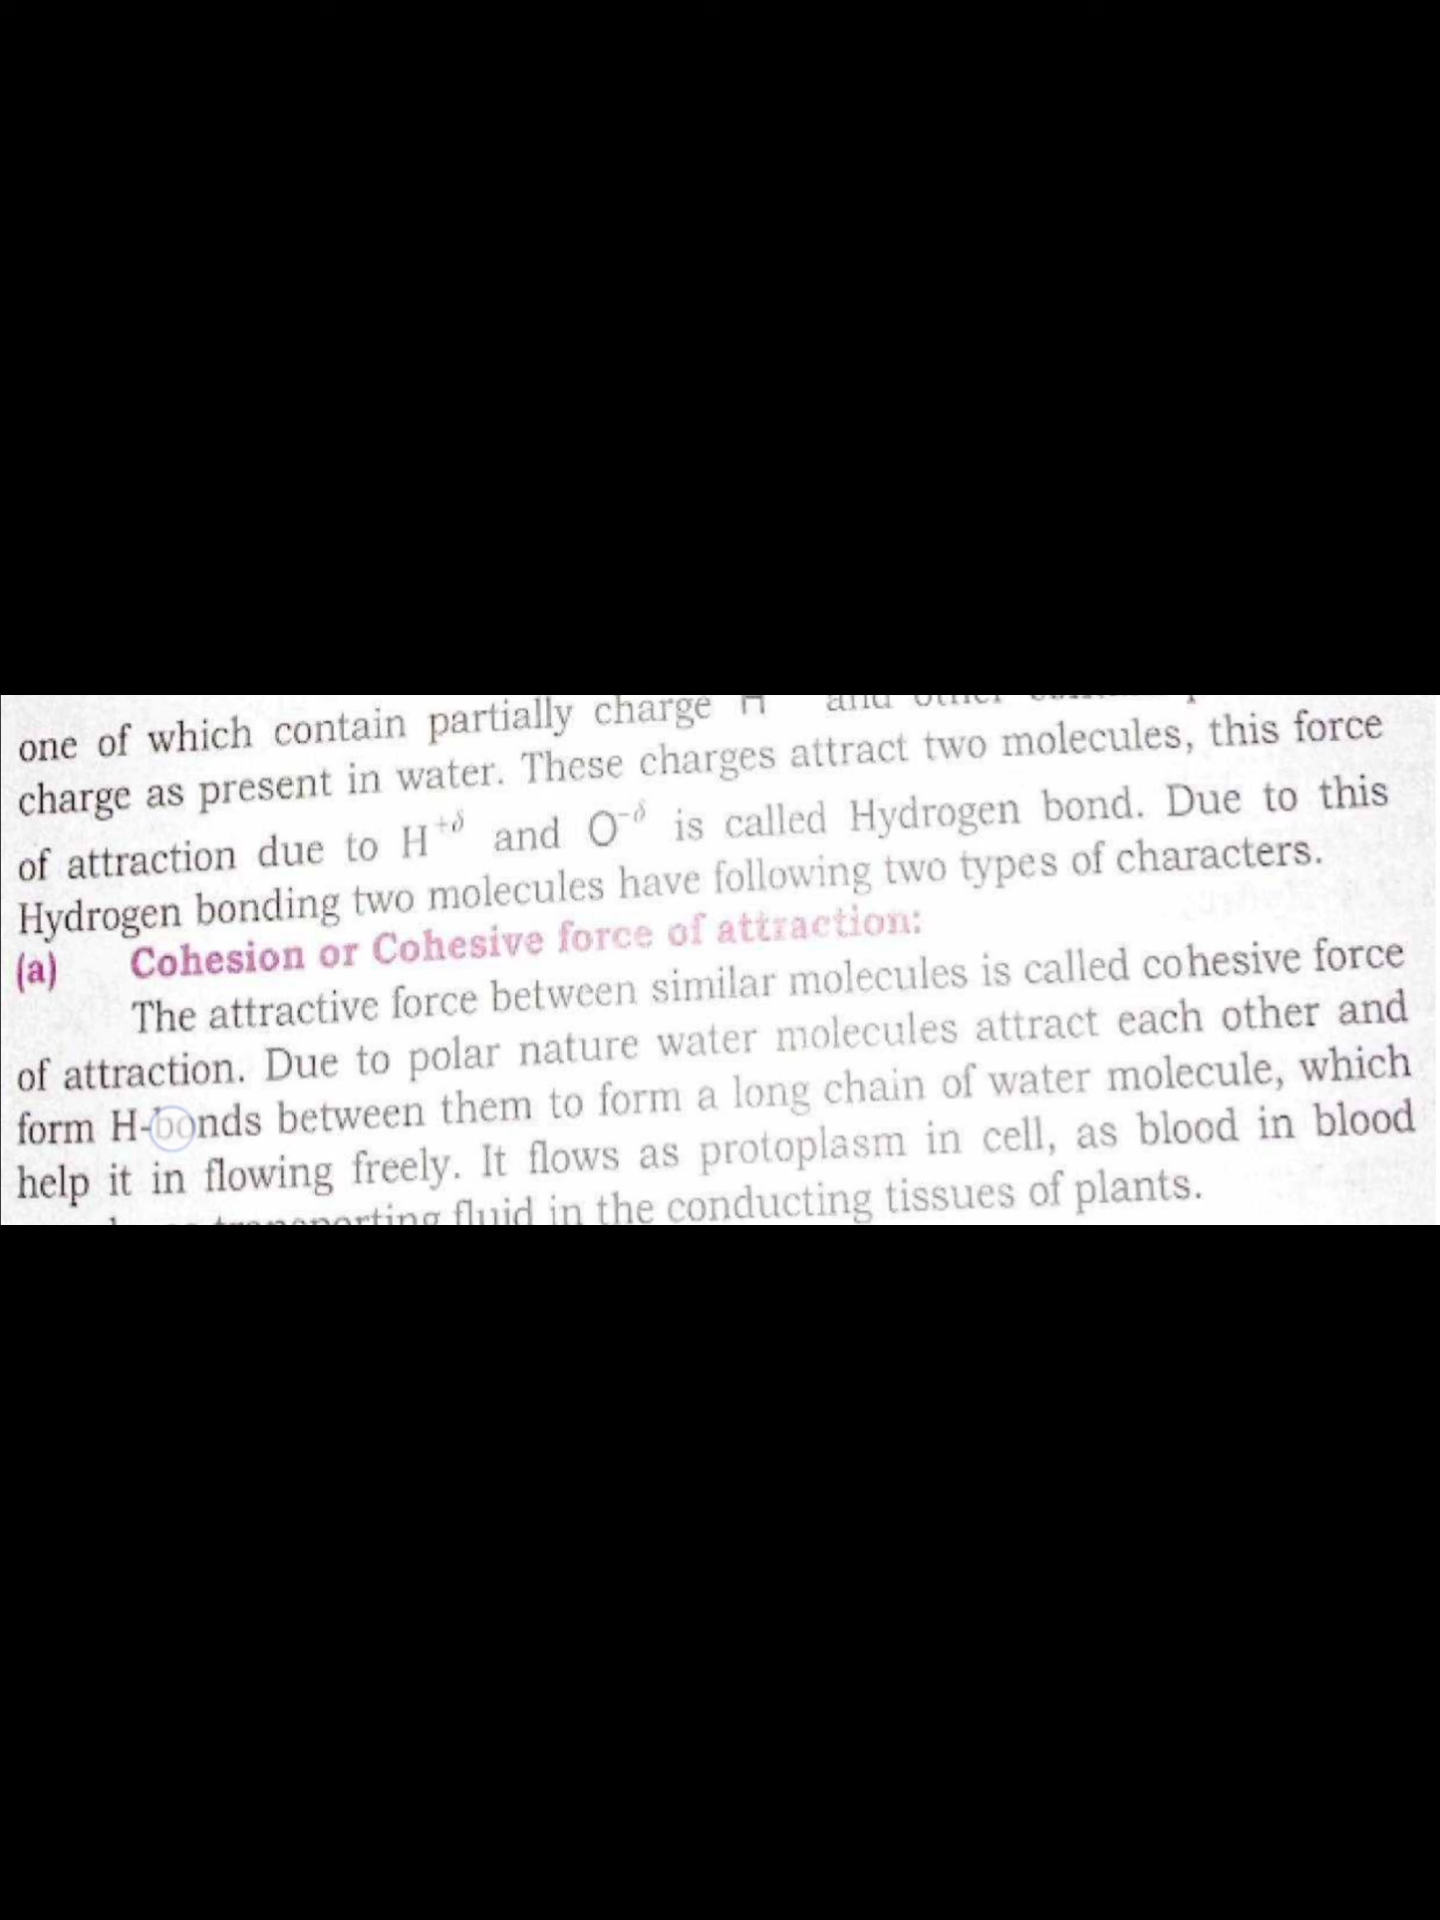 one of which contain partially charge H and other
charge as present in water. These charges attract two molecules, this force
of attraction due to H⁺ᵟ and O⁻ᵟ is called Hydrogen bond. Due to this
Hydrogen bonding two molecules have following two types of characters.
(a) Cohesion or Cohesive force of attraction:
The attractive force between similar molecules is called cohesive force
of attraction. Due to polar nature water molecules attract each other and
form H-bonds between them to form a long chain of water molecule, which
help it in flowing freely. It flows as protoplasm in cell, as blood in blood
transporting fluid in the conducting tissues of plants.